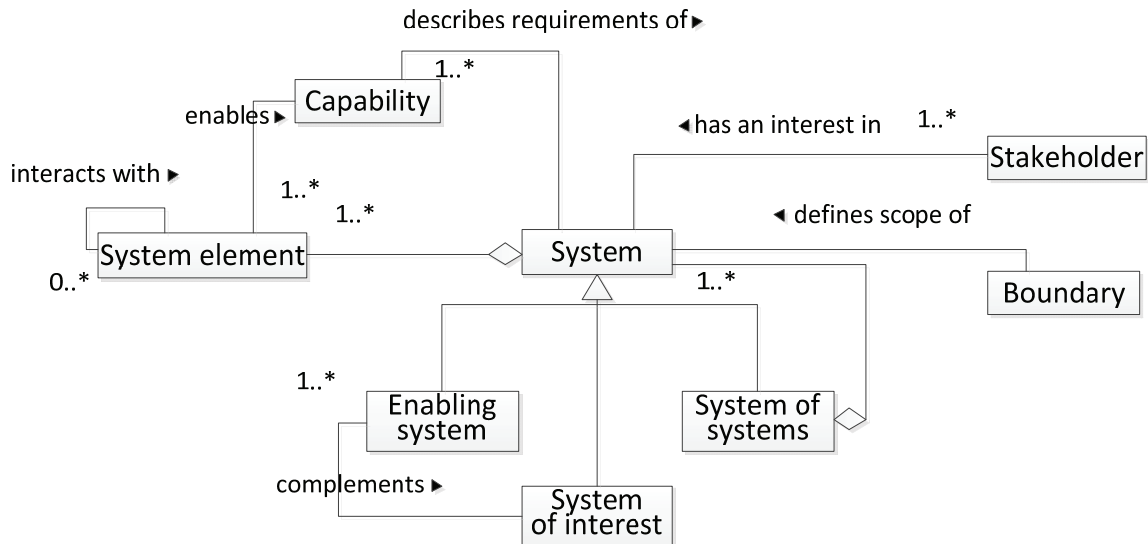 describes requirements of ►
1..*
Capability
enables ►
◄ has an interest in
1..*
Stakeholder
interacts with ►
1..*
1..*
◄ defines scope of
System element
System
0..*
1..*
Boundary
1..*
Enabling
system
System of
systems
complements ►
System
of interest